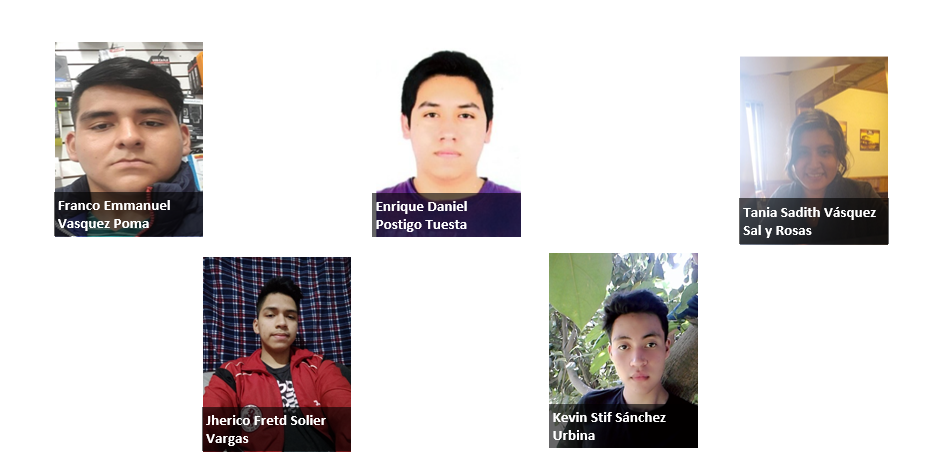 Franco Emmanuel
Vasquez Poma
Enrique Daniel
Postigo Tuesta
Tania Sadith Vásquez
Sal y Rosas
Jherico Fretd Solier
Vargas
Kevin Stif Sánchez
Urbina